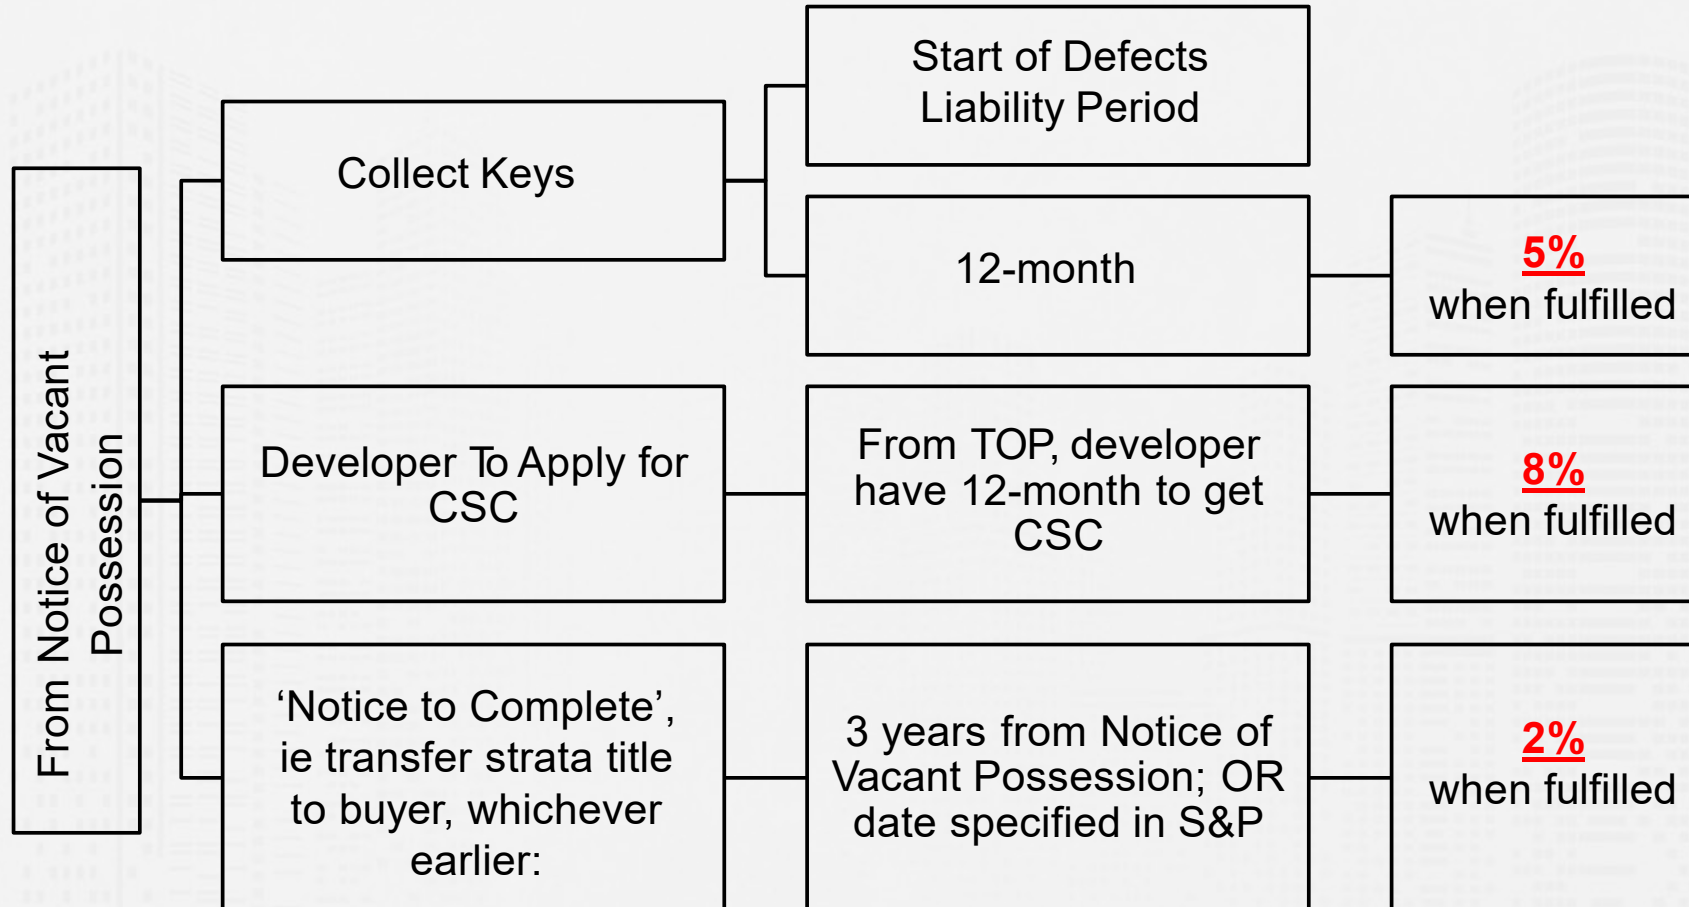 From Notice of Vacant
Possession
Collect Keys
Start of Defects
Liability Period
12-month
5%
when fulfilled
Developer To Apply for
CSC
From TOP, developer
have 12-month to get
CSC
8%
when fulfilled
‘Notice to Complete’,
ie transfer strata title
to buyer, whichever
earlier:
3 years from Notice of
Vacant Possession; OR
date specified in S&P
2%
when fulfilled